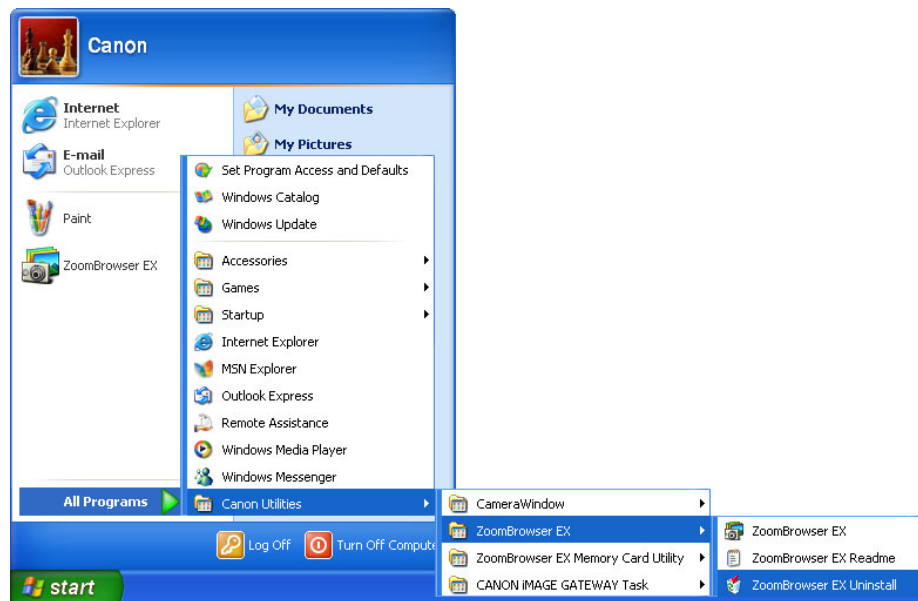 Canon
Internet
Internet Explorer
E-mail
Outlook Express
Paint
ZoomBrowser EX
My Documents
My Pictures
Set Program Access and Defaults
Windows Catalog
Windows Update
Accessories
Games
Startup
Internet Explorer
MSN Explorer
Outlook Express
Remote Assistance
Windows Media Player
Windows Messenger
Canon Utilities
All Programs
CameraWindow
ZoomBrowser EX
ZoomBrowser EX Memory Card Utility
CANON iMAGE GATEWAY Task
ZoomBrowser EX
ZoomBrowser EX Readme
ZoomBrowser EX Uninstall
Log Off
Turn Off Compute
start